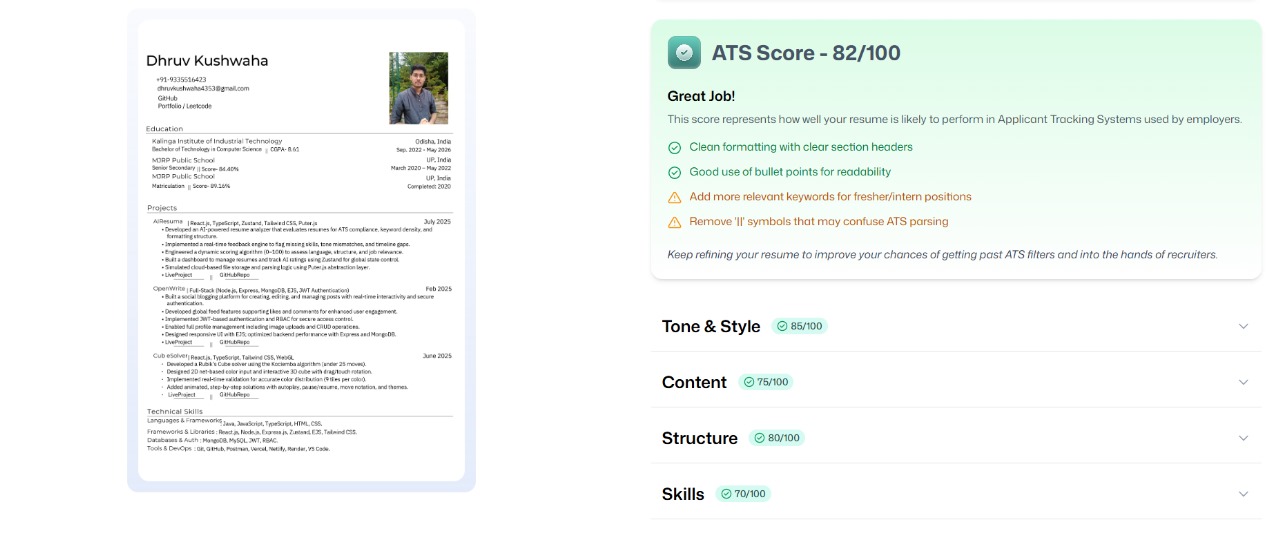 Dhruv Kushwaha
+91-9335516423
dhruvkushwaha4353@gmail.com
GitHub
Portfolio / Leetcode
Education
Kalinga Institute of Industrial Technology Odisha, India
Bachelor of Technology in Computer Science || CGPA- 8.61 Sep, 2022 - May 2026
MJRP Public School UP, India
Senior Secondary || Score- 84.40% March 2020 - May 2022
MJRP Public School UP, India
Matriculation || Score- 89.16% Completed: 2020
Projects
AIResume | React.js, TypeScript, Zustand, Tailwind CSS, Puter.js July 2025
• Developed an AI-powered resume analyzer that evaluates resumes for ATS compliance, keyword density, and
formatting structure.
• Implemented a real-time feedback engine to flag missing skills, tone mismatches, and timeline gaps.
• Engineered a dynamic scoring algorithm (0-100) to assess language, structure, and job relevance.
• Built a dashboard to manage resumes and track AI ratings using Zustand for global state control.
• Simulated cloud-based file storage and parsing logic using Puter.js abstraction layer.
• LiveProject || GitHubRepo
OpenWrite | Full-Stack (Node.js, Express, MongoDB, EJS, JWT Authentication) Feb 2025
• Built a social blogging platform for creating, editing, and managing posts with real-time interactivity and secure
authentication.
• Developed global feed features supporting likes and comments for enhanced user engagement.
• Implemented JWT-based authentication and RBAC for secure access control.
• Enabled full profile management including image uploads and CRUD operations.
• Designed responsive UI with EJS; optimized backend performance with Express and MongoDB.
• LiveProject || GitHubRepo
Cube Solver | React.js, TypeScript, Tailwind CSS, WebGL June 2025
· Developed a Rubik's Cube solver using the Kociemba algorithm (under 25 moves).
· Designed 2D net-based color input and interactive 3D cube with drag/touch rotation.
· Implemented real-time validation for accurate color distribution (9 tiles per color).
· Added animated, step-by-step solutions with autoplay, pause/resume, move notation, and themes.
· LiveProject || GitHubRepo
Technical Skills
Languages & Frameworks : Java, JavaScript, TypeScript, HTML, CSS.
Frameworks & Libraries : React.js, Node.js, Express.js, Zustand, EJS, Tailwind CSS.
Databases & Auth : MongoDB, MySQL, JWT, RBAC.
Tools & DevOps : Git, GitHub, Postman, Vercel, Netlify, Render, VS Code.
ATS Score - 82/100
Great Job!
This score represents how well your resume is likely to perform in Applicant Tracking Systems used by employers.
Clean formatting with clear section headers
Good use of bullet points for readability
Add more relevant keywords for fresher/intern positions
Remove '||' symbols that may confuse ATS parsing
Keep refining your resume to improve your chances of getting past ATS filters and into the hands of recruiters.
Tone & Style 85/100
Content 75/100
Structure 80/100
Skills 70/100